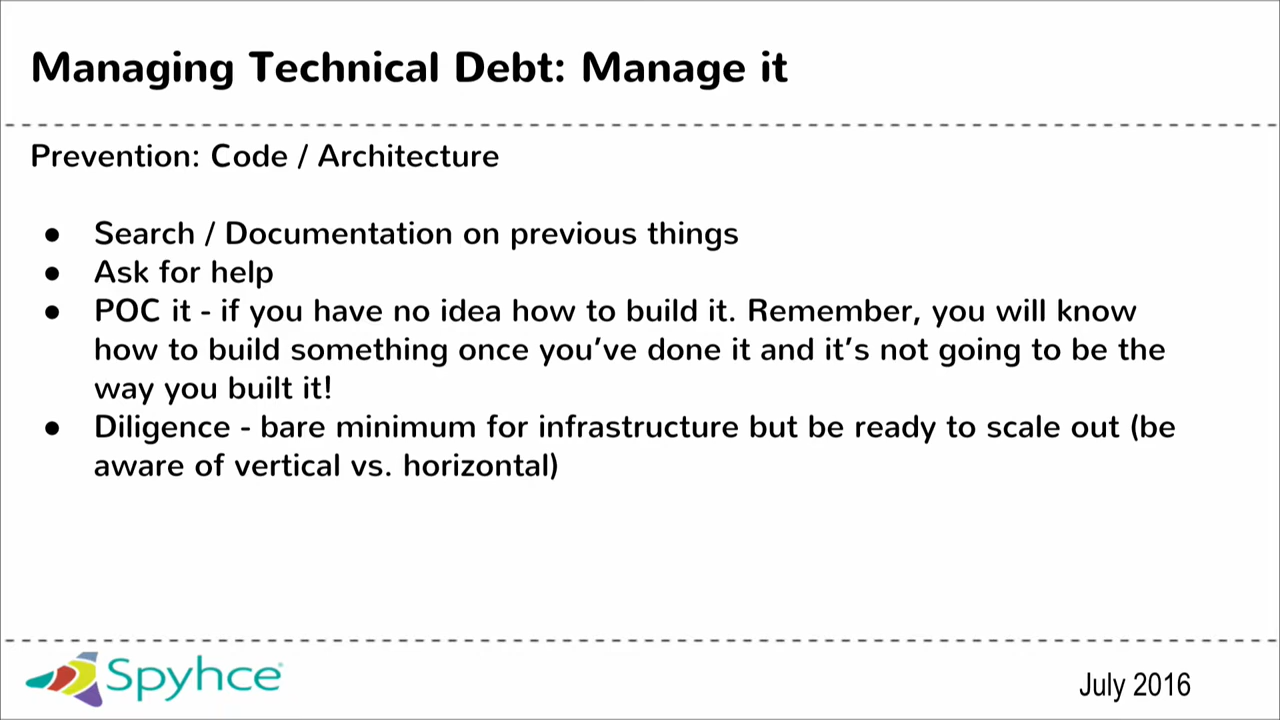 Managing Technical Debt: Manage it
Prevention: Code / Architecture
● Search / Documentation on previous things
● Ask for help
● POC it - if you have no idea how to build it. Remember, you will know
how to build something once you’ve done it and it’s not going to be the
way you built it!
● Diligence - bare minimum for infrastructure but be ready to scale out (be
aware of vertical vs. horizontal)
Spyhce
July 2016